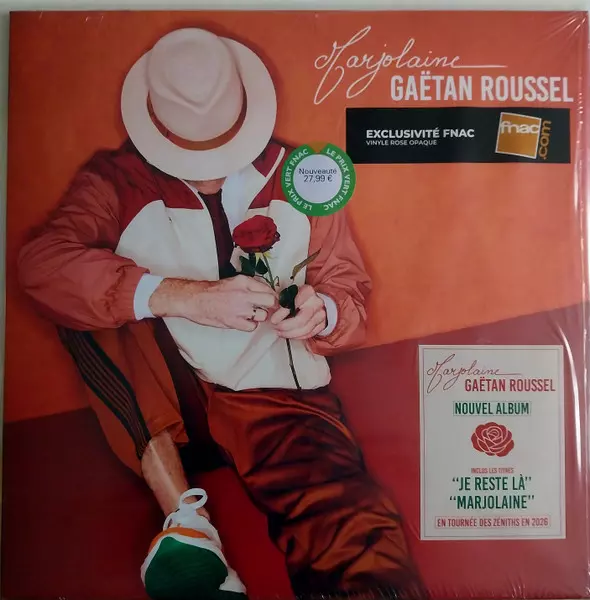 Marjolaine
GAËTAN ROUSSEL
EXCLUSIVITÉ FNAC
VINYLE ROSE OPAQUE
fnac
.com
LE PRIX VERT FNAC
LE PRIX VERT FNAC
Nouveauté
27,99 €
Marjolaine
GAËTAN ROUSSEL
NOUVEL ALBUM
INCLUS LES TITRES
“JE RESTE LÀ”
“MARJOLAINE”
EN TOURNÉE DES ZÉNITHS EN 2026